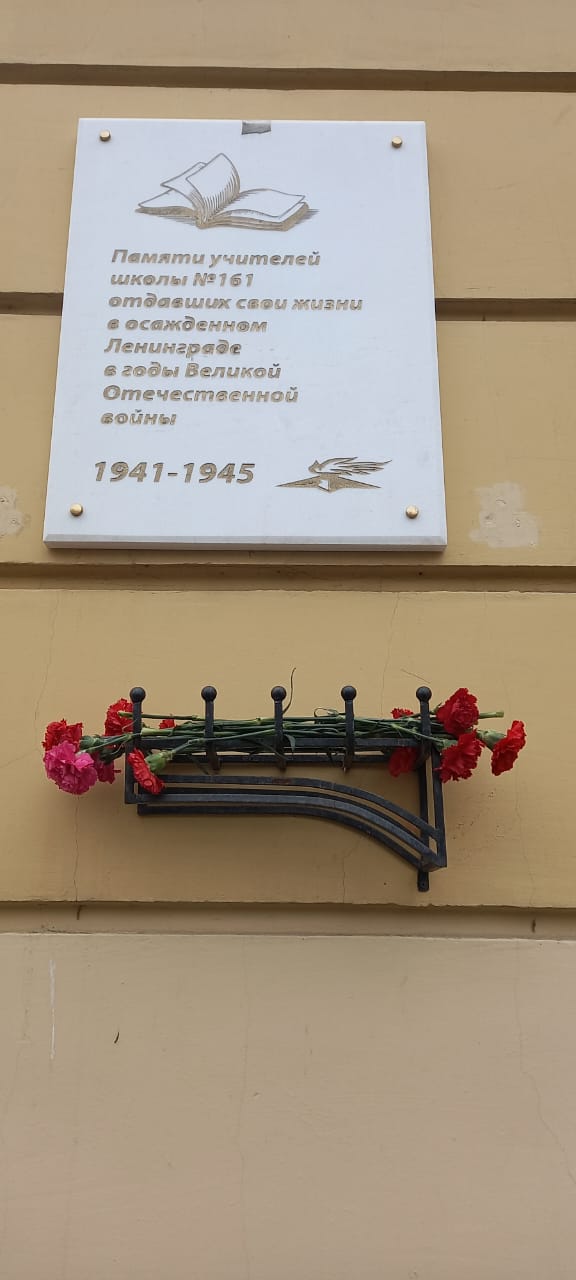 Памяти учителей
школы №161
отдавших свои жизни
в осажденном
Ленинграде
в годы Великой
Отечественной
войны
1941-1945